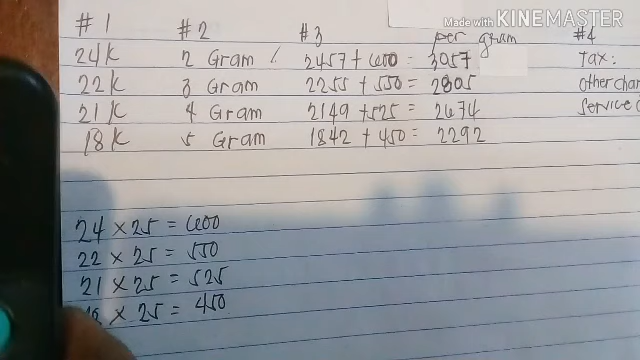 Made with KINEMASTER
#1 #2 #3 per gram #4
24K 2 Gram 2457 + 600 = 3057 Tax:
22K 3 Gram 2255 + 550 = 2805 other char
21K 4 Gram 2149 + 525 = 2674 Service
18K 5 Gram 1842 + 450 = 2292
24 × 25 = 600
22 × 25 = 550
21 × 25 = 525
18 × 25 = 450